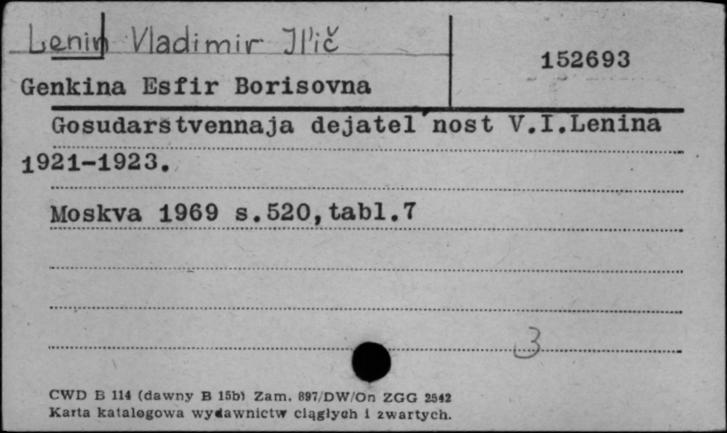 Lenin Vladimir Il'ič
152693
Genkina Esfir Borisovna
Gosudarstvennaja dejatel'nost V.I.Lenina
1921-1923.
Moskva 1969 s.520,tabl.7
3
CWD B 114 (dawny B 15b) Zam. 897/DW/On ZGG 2542
Karta katalogowa wydawnictw ciągłych i zwartych.